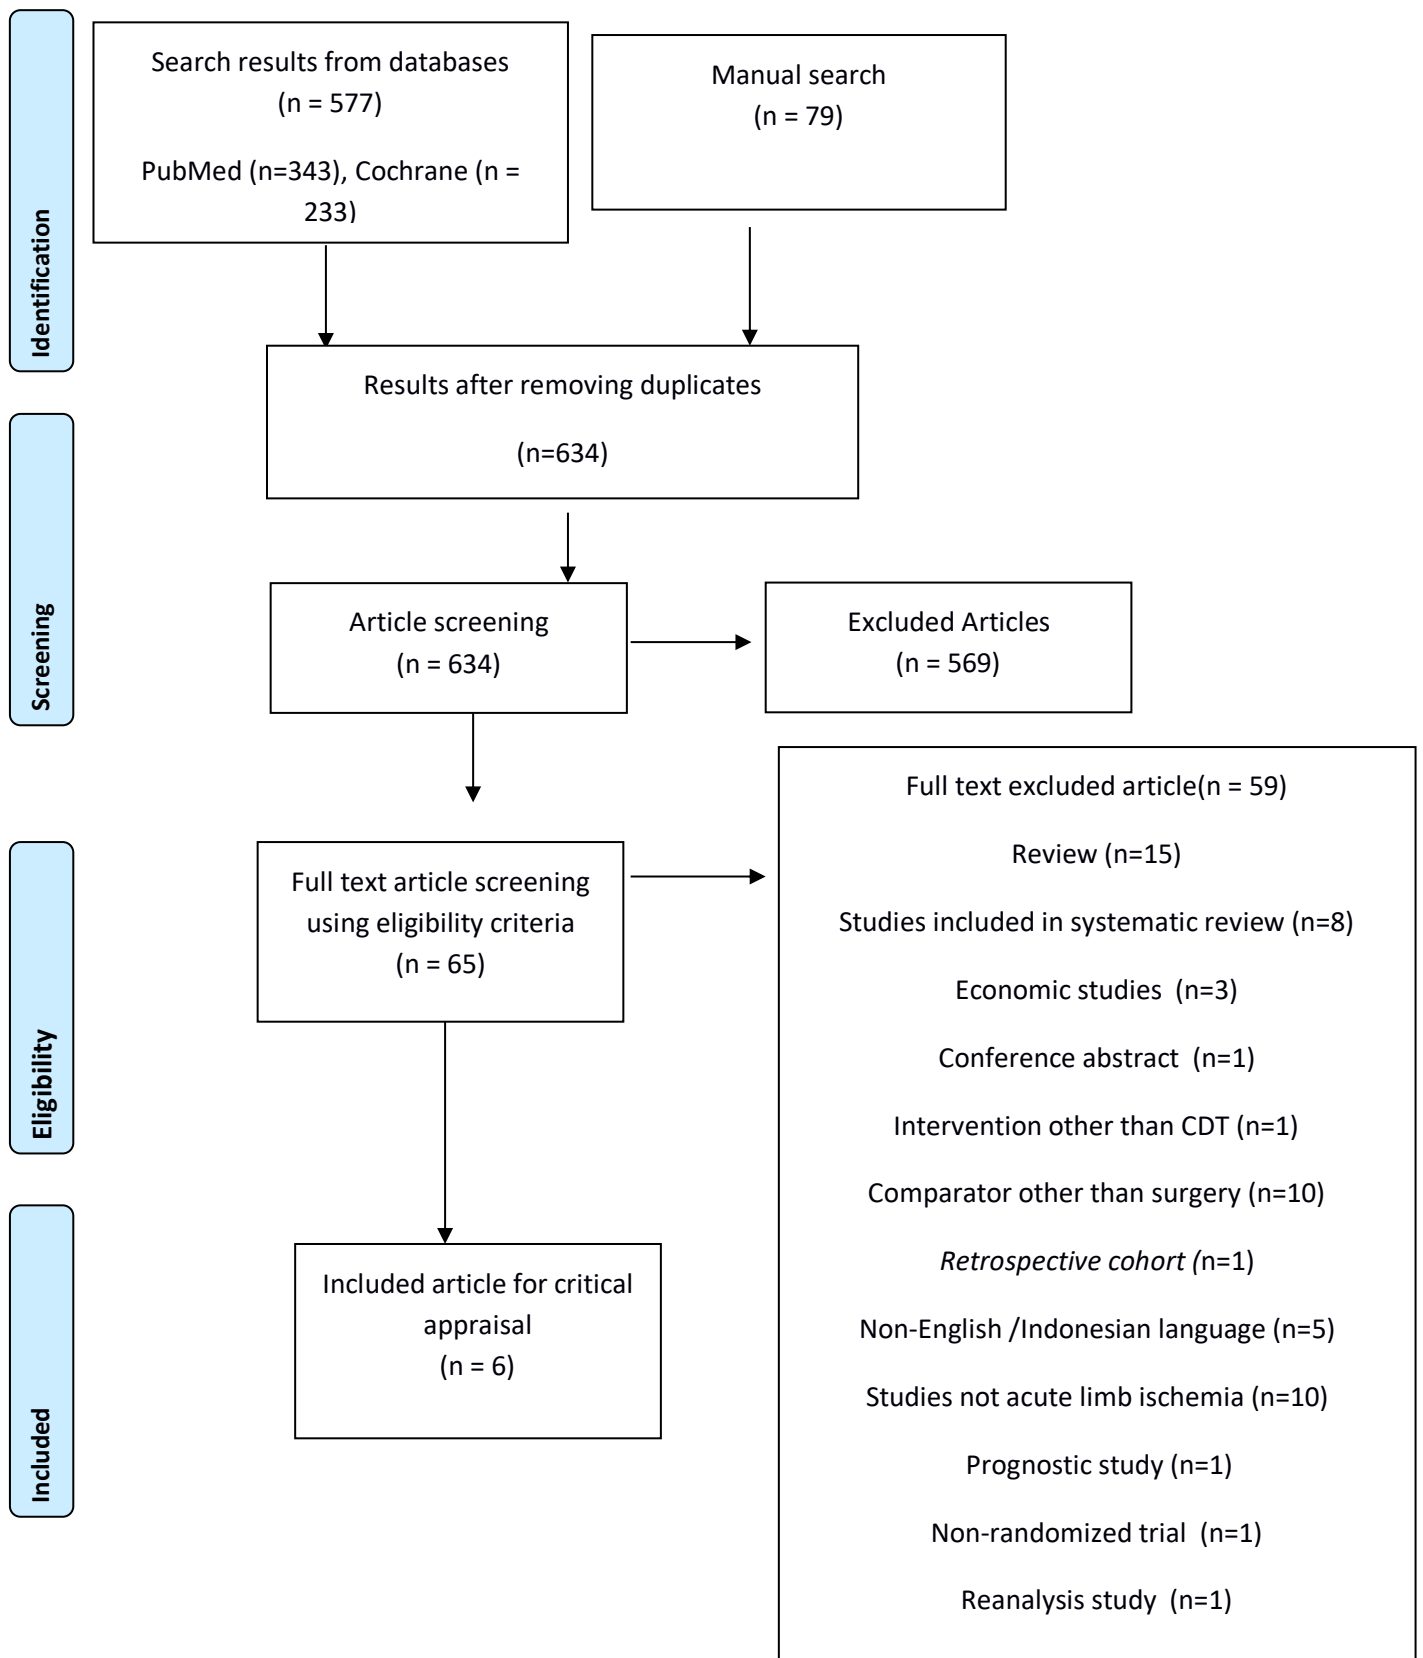 Identification
Search results from databases
(n = 577)
PubMed (n=343), Cochrane (n =
233)
Manual search
(n = 79)
Results after removing duplicates
(n=634)
Screening
Article screening
(n = 634)
Excluded Articles
(n = 569)
Eligibility
Full text article screening
using eligibility criteria
(n = 65)
Full text excluded article(n = 59)
Review (n=15)
Studies included in systematic review (n=8)
Economic studies  (n=3)
Conference abstract  (n=1)
Intervention other than CDT (n=1)
Comparator other than surgery (n=10)
Retrospective cohort (n=1)
Non-English /Indonesian language (n=5)
Studies not acute limb ischemia (n=10)
Prognostic study (n=1)
Non-randomized trial  (n=1)
Reanalysis study  (n=1)
Included
Included article for critical
appraisal
(n = 6)